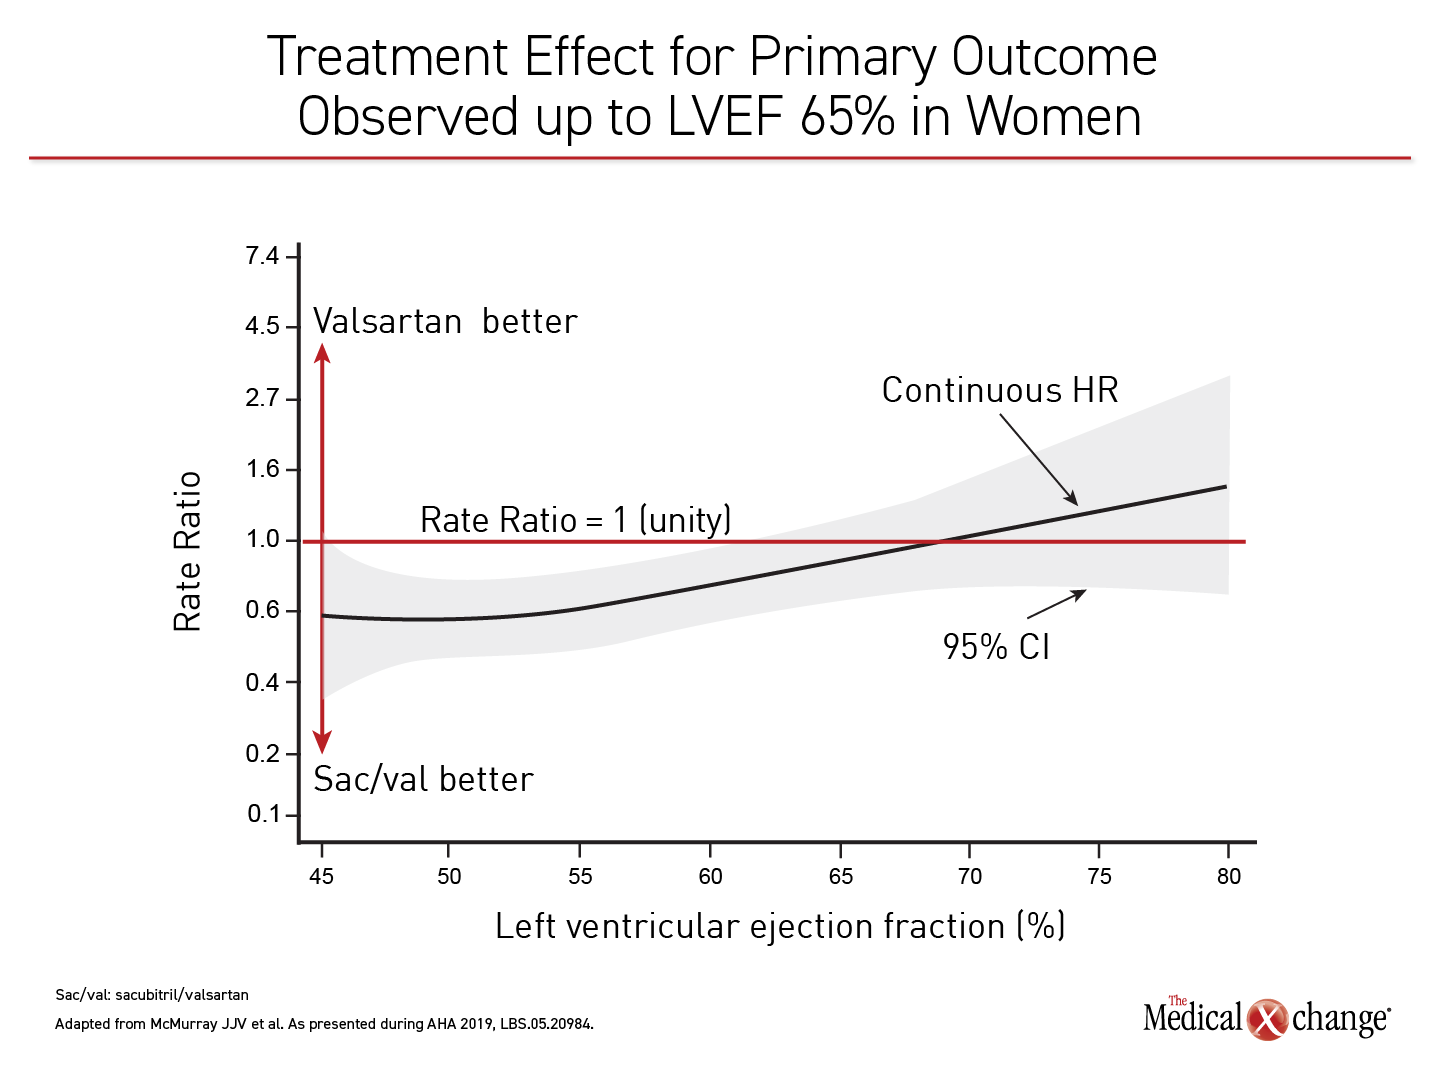 Treatment Effect for Primary Outcome
Observed up to LVEF 65% in Women
7.4
4.5
2.7
1.6
1.0
0.6
0.4
0.2
0.1
Rate Ratio
Valsartan better
Continuous HR
Rate Ratio = 1 (unity)
95% CI
Sac/val better
45 50 55 60 65 70 75 80
Left ventricular ejection fraction (%)
Sac/val: sacubitril/valsartan
Adapted from McMurray JJV et al. As presented during AHA 2019, LBS.05.20984.
The
Medical X change®